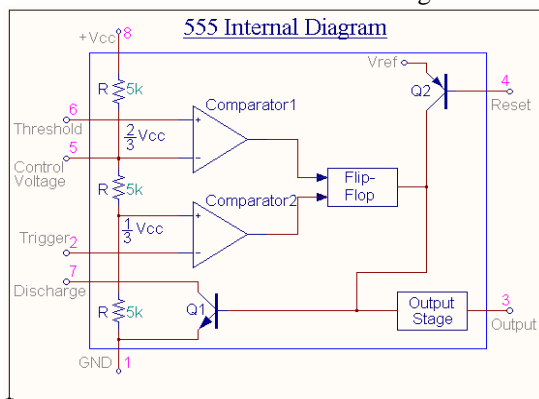 555 Internal Diagram
+Vcc 8
Vref
4
Reset
Q2
R 5k
6
Threshold
Comparator1
+
2/3 Vcc
5
Control
Voltage
-
Flip-
Flop
R 5k
Comparator2
+
1/3 Vcc
Trigger 2
-
7
Discharge
R 5k
Q1
Output
Stage
3
Output
GND 1